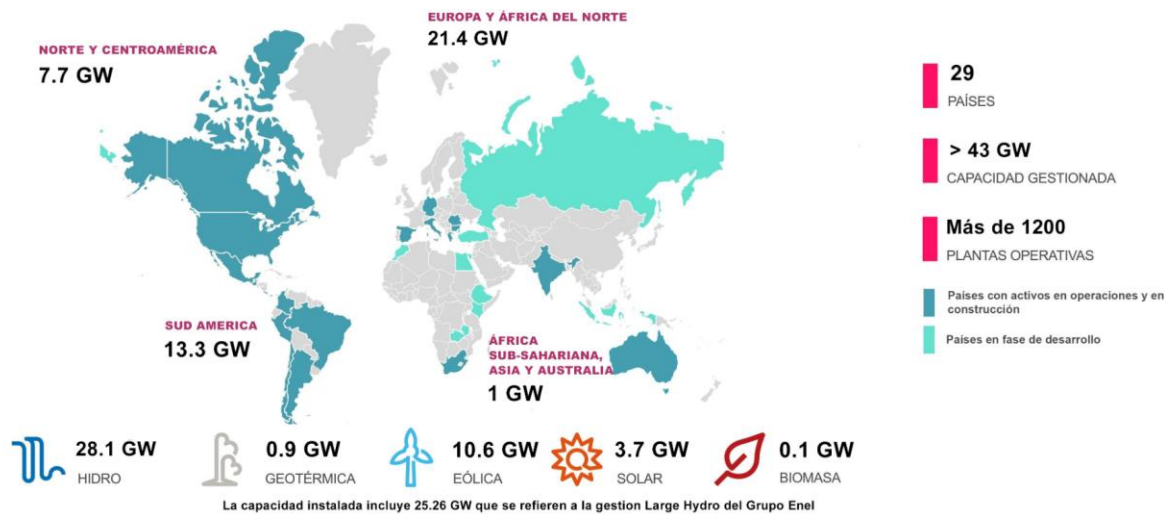 EUROPA Y ÁFRICA DEL NORTE
21.4 GW
NORTE Y CENTROAMÉRICA
7.7 GW
29
PAÍSES
> 43 GW
CAPACIDAD GESTIONADA
Más de 1200
PLANTAS OPERATIVAS
Países con activos en operaciones y en
construcción
Países en fase de desarrollo
SUD AMERICA
13.3 GW
ÁFRICA
SUB-SAHARIANA,
ASIA Y AUSTRALIA
1 GW
28.1 GW
HIDRO
0.9 GW
GEOTÉRMICA
10.6 GW
EÓLICA
3.7 GW
SOLAR
0.1 GW
BIOMASA
La capacidad instalada incluye 25.26 GW que se refieren a la gestion Large Hydro del Grupo Enel